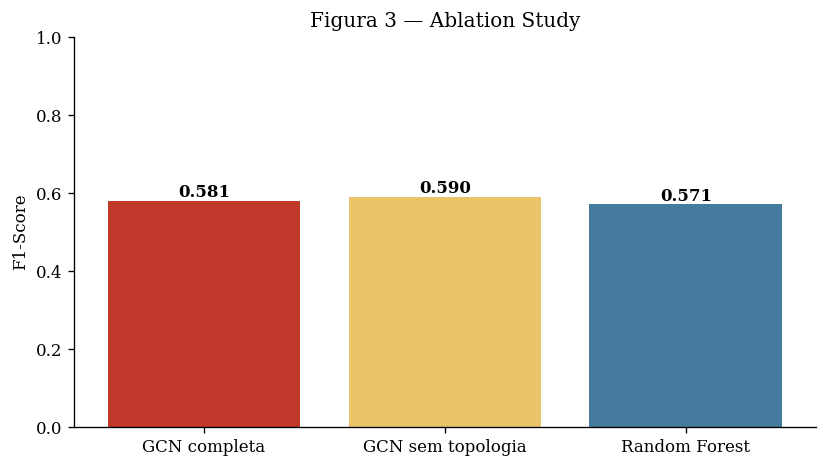 Figura 3 — Ablation Study
F1-Score
1.0
0.8
0.6
0.4
0.2
0.0
0.581
0.590
0.571
GCN completa
GCN sem topologia
Random Forest